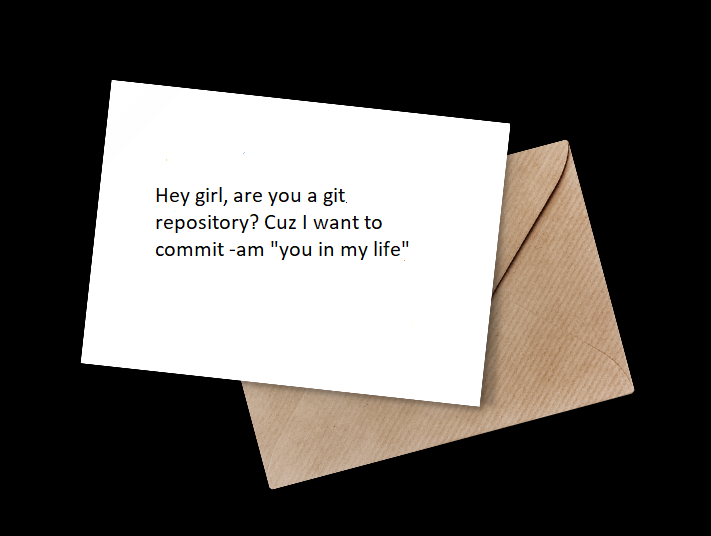 Hey girl, are you a git
repository? Cuz I want to
commit -am "you in my life"